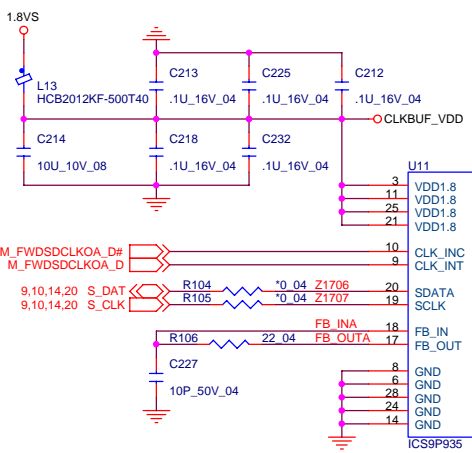 1.8VS
L13
HCB2012KF-500T40
C213
.1U_16V_04
C225
.1U_16V_04
C212
.1U_16V_04
CLKBUF_VDD
C214
10U_10V_08
C218
.1U_16V_04
C232
.1U_16V_04
U11
3 VDD1.8
11 VDD1.8
25 VDD1.8
21 VDD1.8
M_FWDSDCLKOA_D# 10 CLK_INC
M_FWDSDCLKOA_D 9 CLK_INT
9,10,14,20 S_DAT R104 *0_04 Z1706 20 SDATA
9,10,14,20 S_CLK R105 *0_04 Z1707 19 SCLK
FB_INA 18 FB_IN
R106 22_04 FB_OUTA 17 FB_OUT
C227
10P_50V_04
8 GND
6 GND
28 GND
24 GND
14 GND
ICS9P935